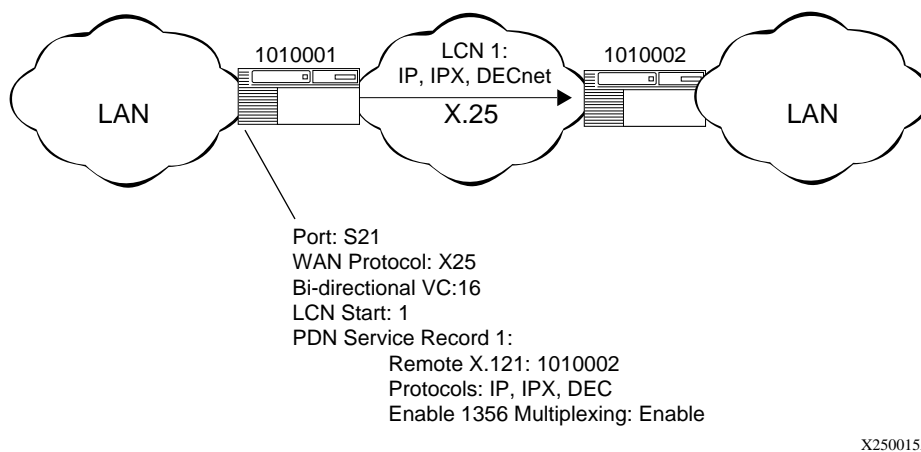 1010001
LCN 1:
1010002
IP, IPX, DECnet
LAN
X.25
LAN
Port: S21
WAN Protocol: X25
Bi-directional VC:16
LCN Start: 1
PDN Service Record 1:
Remote X.121: 1010002
Protocols: IP, IPX, DEC
Enable 1356 Multiplexing: Enable
X250015